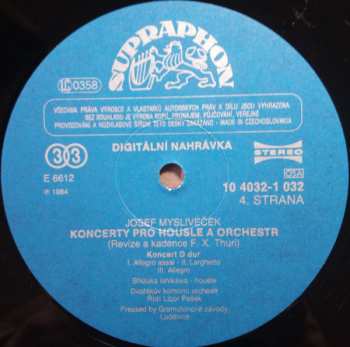 SUPRAPHON
LC 0358
VŠECHNA PRÁVA VÝROBCE A VLASTNÍKŮ AUTORSKÝCH PRÁV K DÍLU JSOU VYHRAZENA
BEZ SOUHLASU JE VÝROBA KOPIÍ, PRONÁJEM, PŮJČOVÁNÍ, VEŘEJNÉ
PROVOZOVÁNÍ A ROZHLASOVÉ ŠÍŘENÍ TÉTO DESKY ZAKÁZÁNO - MADE IN CZECHOSLOVAKIA
DIGITÁLNÍ NAHRÁVKA
33
STEREO
E 6612
OSA
℗ 1984
10 4032-1 032
4. STRANA
JOSEF MYSLIVEČEK
KONCERTY PRO HOUSLE A ORCHESTR
(Revize a kadence F. X. Thuri)
Koncert D dur
I. Allegro assai - II. Larghetto
III. Allegro
Shizuka Ishikawa - housle
Dvořákův komorní orchestr
Řídí Libor Pešek
Pressed by Gramofonové závody
Loděnice